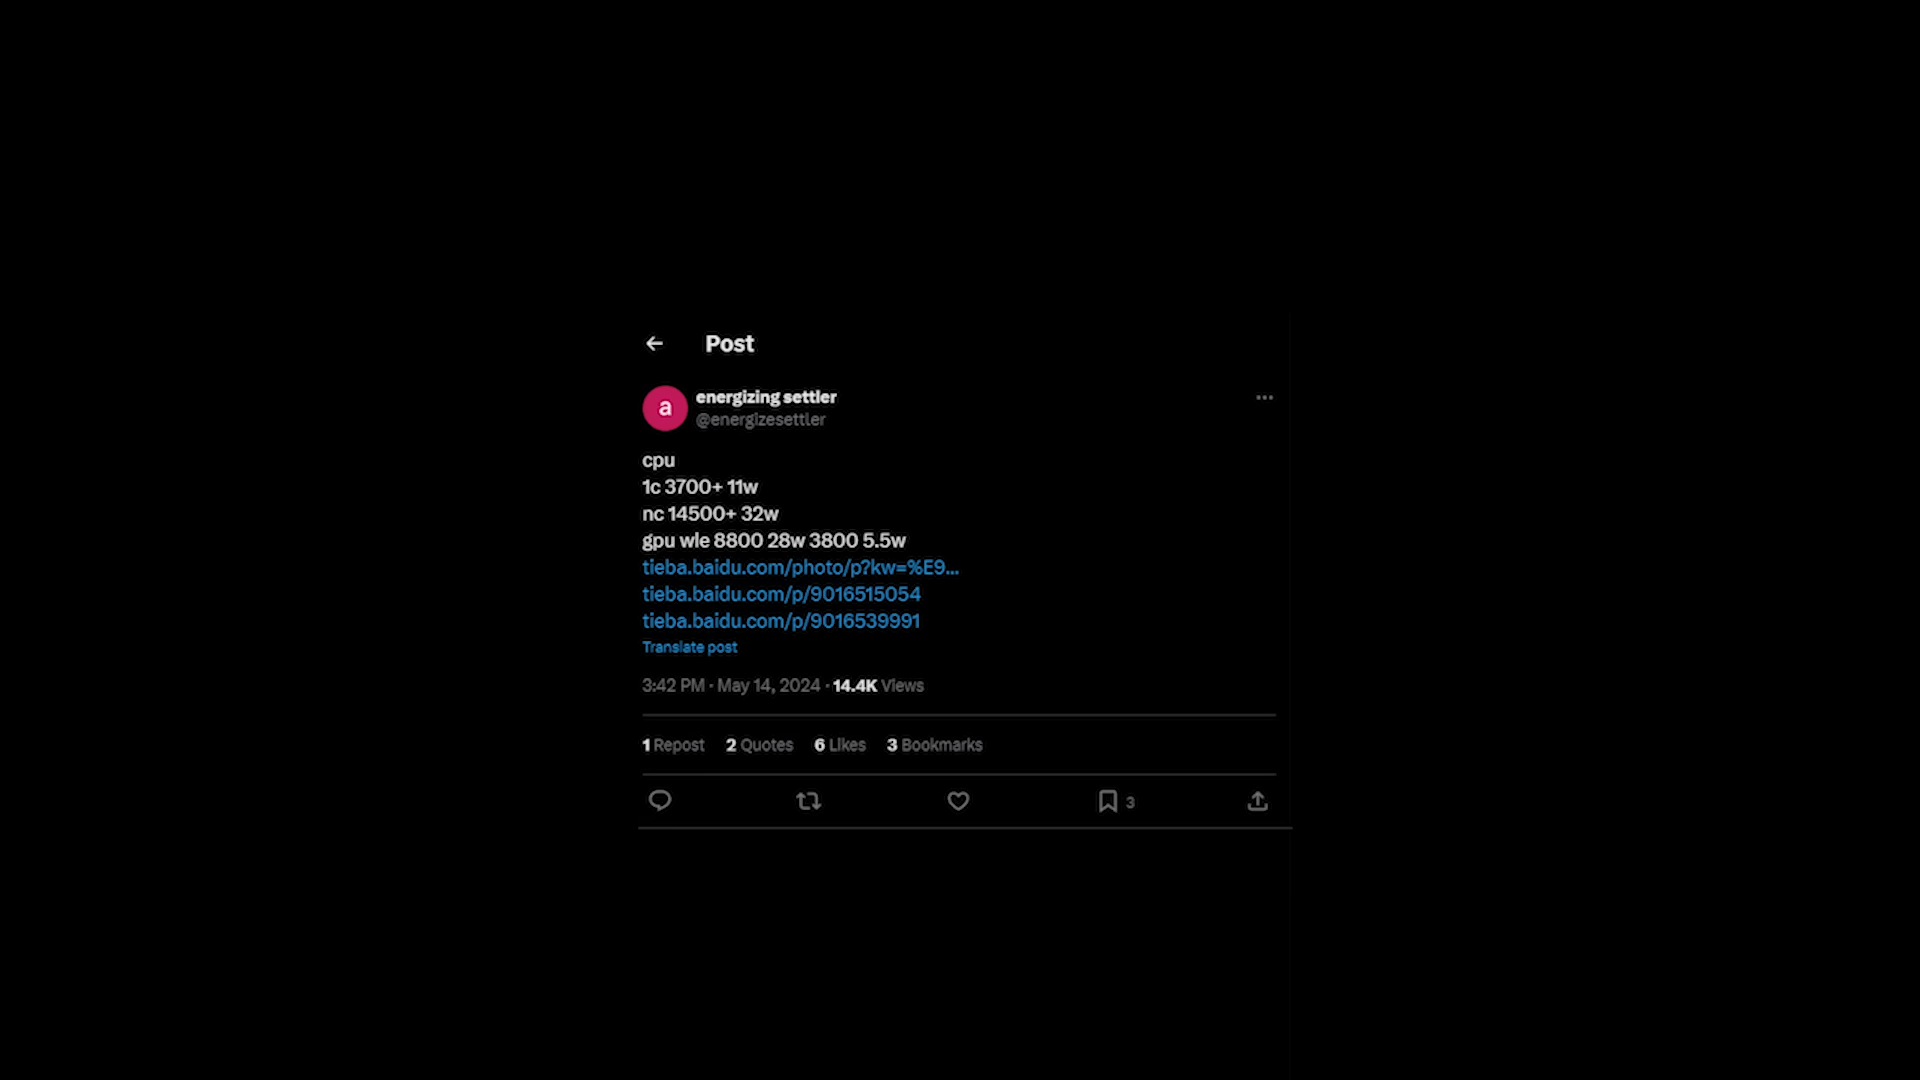 Post
a
energizing settler
@energizesettler
cpu
1c 3700+ 11w
nc 14500+ 32w
gpu wle 8800 28w 3800 5.5w
tieba.baidu.com/photo/p?kw=%E9...
tieba.baidu.com/p/9016515054
tieba.baidu.com/p/9016539991
Translate post
3:42 PM · May 14, 2024 · 14.4K Views
1 Repost 2 Quotes 6 Likes 3 Bookmarks
3